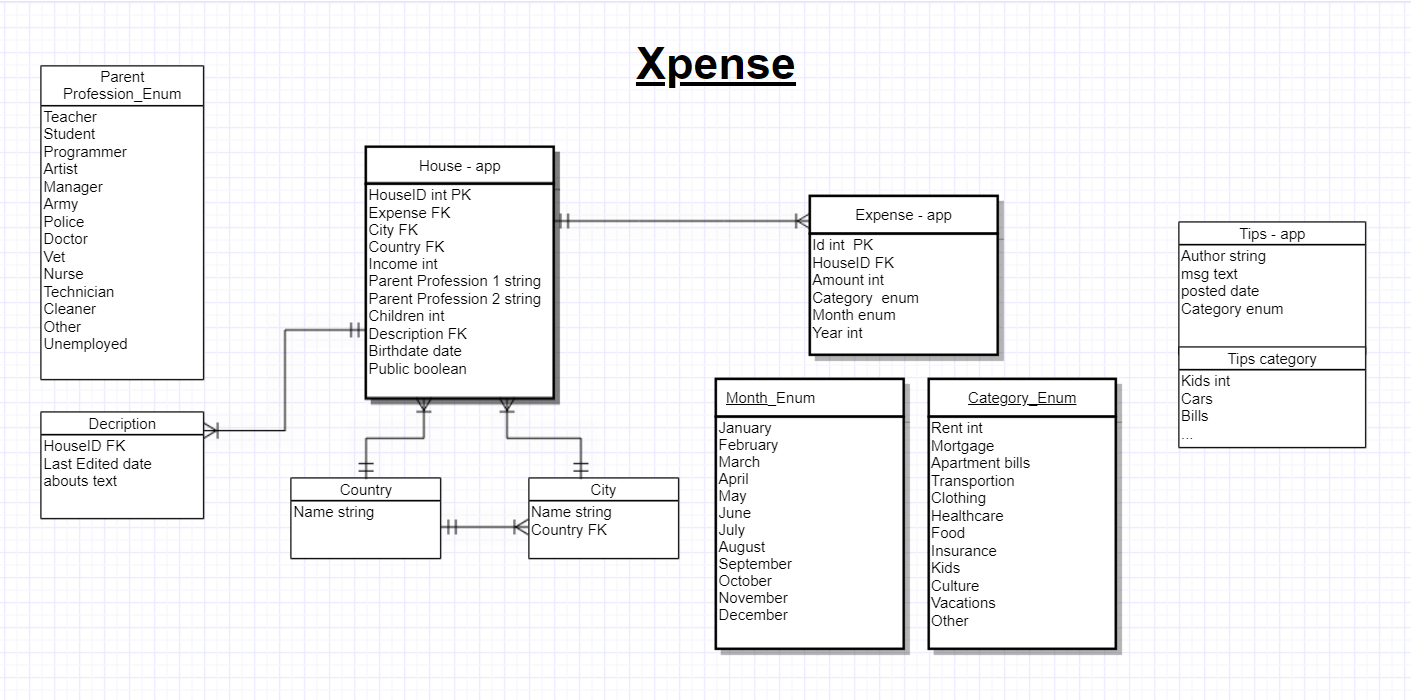 Xpense
Parent
Profession_Enum
Teacher
Student
Programmer
Artist
Manager
Army
Police
Doctor
Vet
Nurse
Technician
Cleaner
Other
Unemployed
Decription
HouseID FK
Last Edited date
abouts text
House - app
HouseID int PK
Expense FK
City FK
Country FK
Income int
Parent Profession 1 string
Parent Profession 2 string
Children int
Description FK
Birthdate date
Public boolean
Country
Name string
City
Name string
Country FK
Expense - app
Id int  PK
HouseID FK
Amount int
Category  enum
Month enum
Year int
Month_Enum
January
February
March
April
May
June
July
August
September
October
November
December
Category_Enum
Rent int
Mortgage
Apartment bills
Transportion
Clothing
Healthcare
Food
Insurance
Kids
Culture
Vacations
Other
Tips - app
Author string
msg text
posted date
Category enum
Tips category
Kids int
Cars
Bills
...